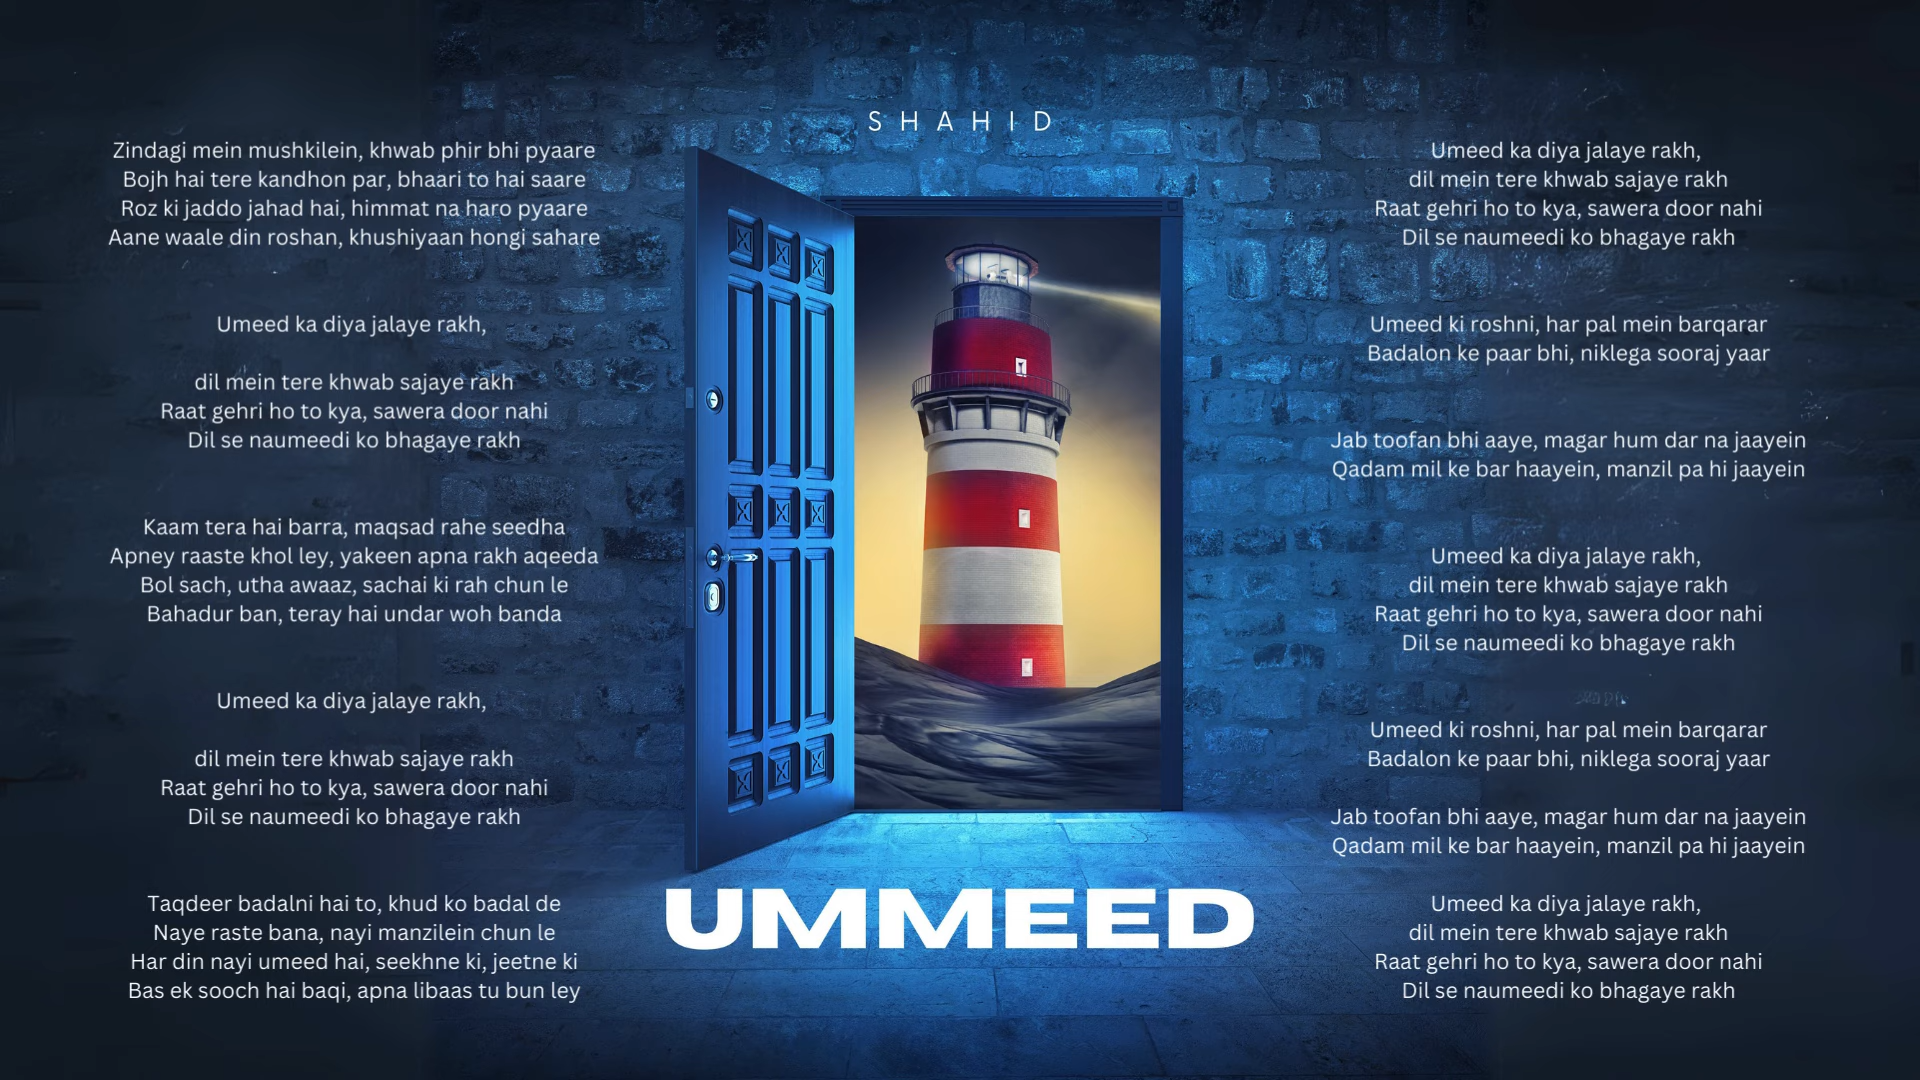 SHAHID
Zindagi mein mushkilein, khwab phir bhi pyaare
Bojh hai tere kandhon par, bhaari to hai saare
Roz ki jaddo jahad hai, himmat na haro pyaare
Aane waale din roshan, khushiyaan hongi sahare
Umeed ka diya jalaye rakh,
dil mein tere khwab sajaye rakh
Raat gehri ho to kya, sawera door nahi
Dil se naumeedi ko bhagaye rakh
Kaam tera hai barra, maqsad rahe seedha
Apney raaste khol ley, yakeen apna rakh aqeeda
Bol sach, utha awaaz, sachai ki rah chun le
Bahadur ban, teray hai undar woh banda
Umeed ka diya jalaye rakh,
dil mein tere khwab sajaye rakh
Raat gehri ho to kya, sawera door nahi
Dil se naumeedi ko bhagaye rakh
Taqdeer badalni hai to, khud ko badal de
Naye raste bana, nayi manzilein chun le
Har din nayi umeed hai, seekhne ki, jeetne ki
Bas ek sooch hai baqi, apna libaas tu bun ley
Umeed ka diya jalaye rakh,
dil mein tere khwab sajaye rakh
Raat gehri ho to kya, sawera door nahi
Dil se naumeedi ko bhagaye rakh
Umeed ki roshni, har pal mein barqarar
Badalon ke paar bhi, niklega sooraj yaar
Jab toofan bhi aaye, magar hum dar na jaayein
Qadam mil ke bar haayein, manzil pa hi jaayein
Umeed ka diya jalaye rakh,
dil mein tere khwab sajaye rakh
Raat gehri ho to kya, sawera door nahi
Dil se naumeedi ko bhagaye rakh
Umeed ki roshni, har pal mein barqarar
Badalon ke paar bhi, niklega sooraj yaar
Jab toofan bhi aaye, magar hum dar na jaayein
Qadam mil ke bar haayein, manzil pa hi jaayein
Umeed ka diya jalaye rakh,
dil mein tere khwab sajaye rakh
Raat gehri ho to kya, sawera door nahi
Dil se naumeedi ko bhagaye rakh
UMMEED